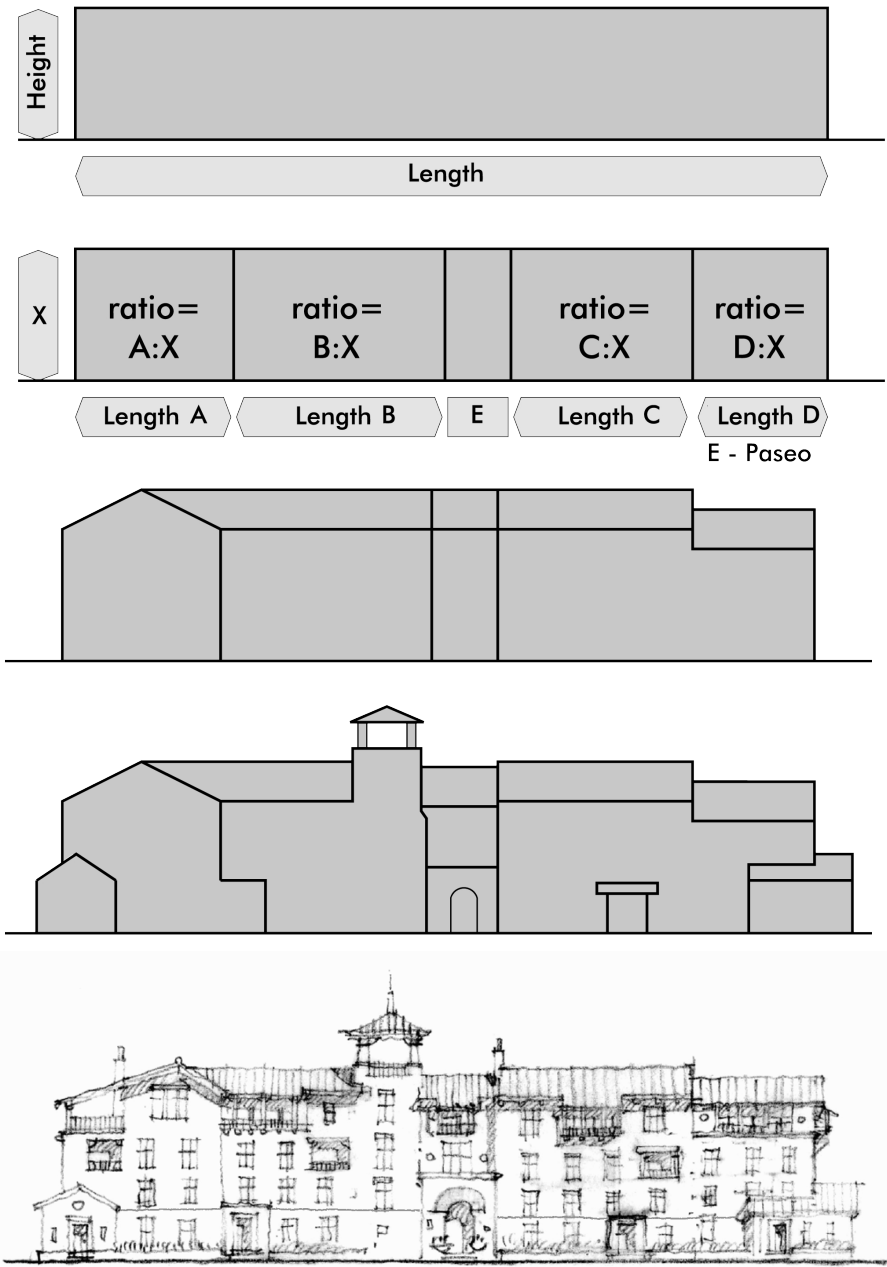 Height
Length
X
ratio=
A:X
ratio=
B:X
ratio=
C:X
ratio=
D:X
Length A
Length B
E
Length C
Length D
E - Paseo